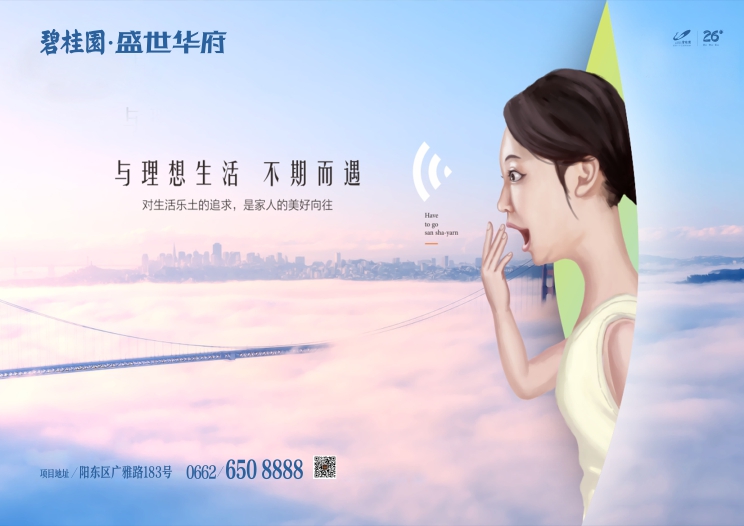 碧桂園·盛世华府
26°
与理想生活 不期而遇
对生活乐土的追求，是家人的美好向往
Have
to go
san sha-yarn
项目地址/阳东区广雅路183号 0662/650 8888